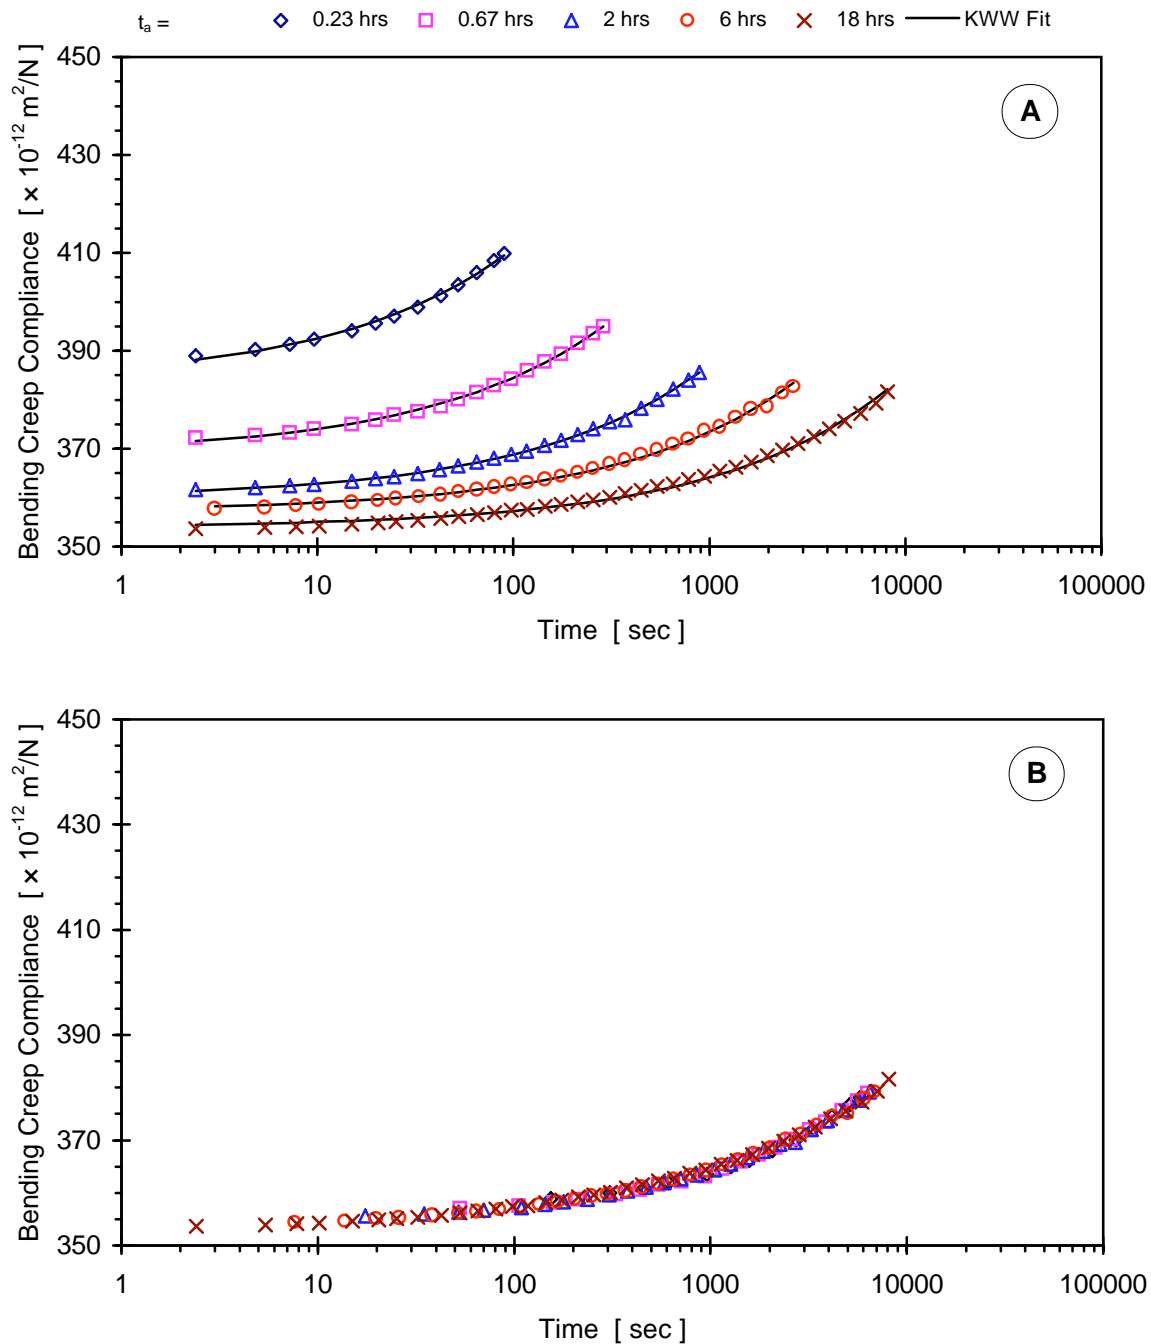 tₐ = 0.23 hrs 0.67 hrs 2 hrs 6 hrs 18 hrs KWW Fit
Bending Creep Compliance [ × 10⁻¹² m²/N ]
450
430
410
390
370
350
A
1 10 100 1000 10000 100000
Time [ sec ]
Bending Creep Compliance [ × 10⁻¹² m²/N ]
450
430
410
390
370
350
B
1 10 100 1000 10000 100000
Time [ sec ]